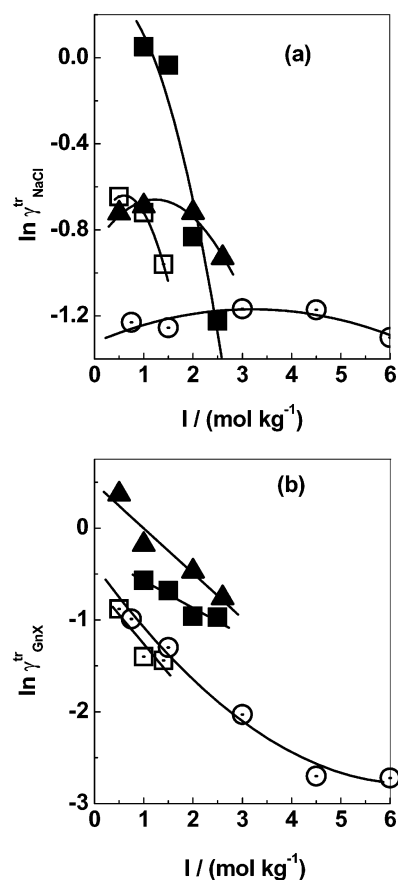 (a)
0.0
-0.4
-0.8
-1.2
ln γ^tr_NaCl
0 1 2 3 4 5 6
I / (mol kg⁻¹)
(b)
0
-1
-2
-3
ln γ^tr_GnX
0 1 2 3 4 5 6
I / (mol kg⁻¹)